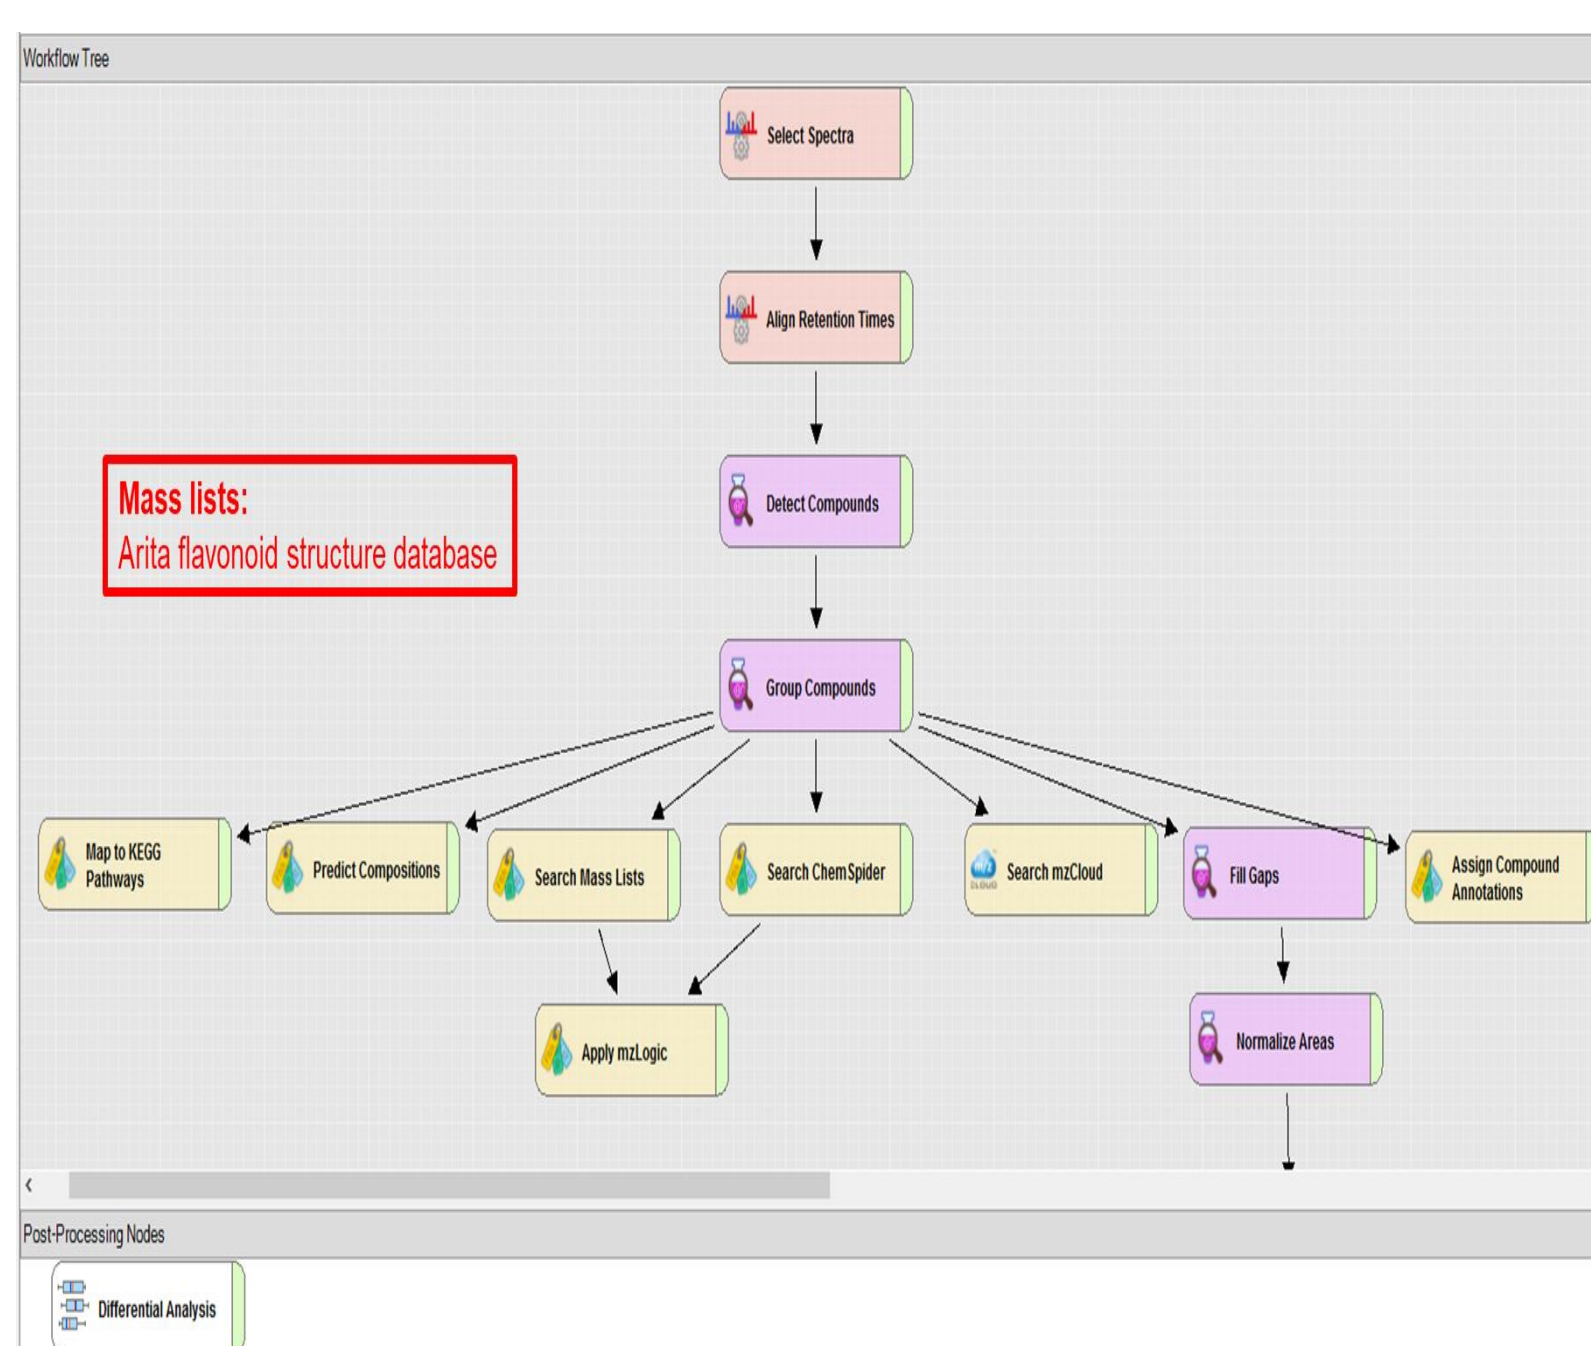 Workflow Tree
Select Spectra
Align Retention Times
Mass lists:
Arita flavonoid structure database
Detect Compounds
Group Compounds
Map to KEGG
Pathways
Predict Compositions
Search Mass Lists
Search ChemSpider
m/z
CLOUD
Search mzCloud
Fill Gaps
Assign Compound
Annotations
Apply mzLogic
Normalize Areas
Post-Processing Nodes
Differential Analysis